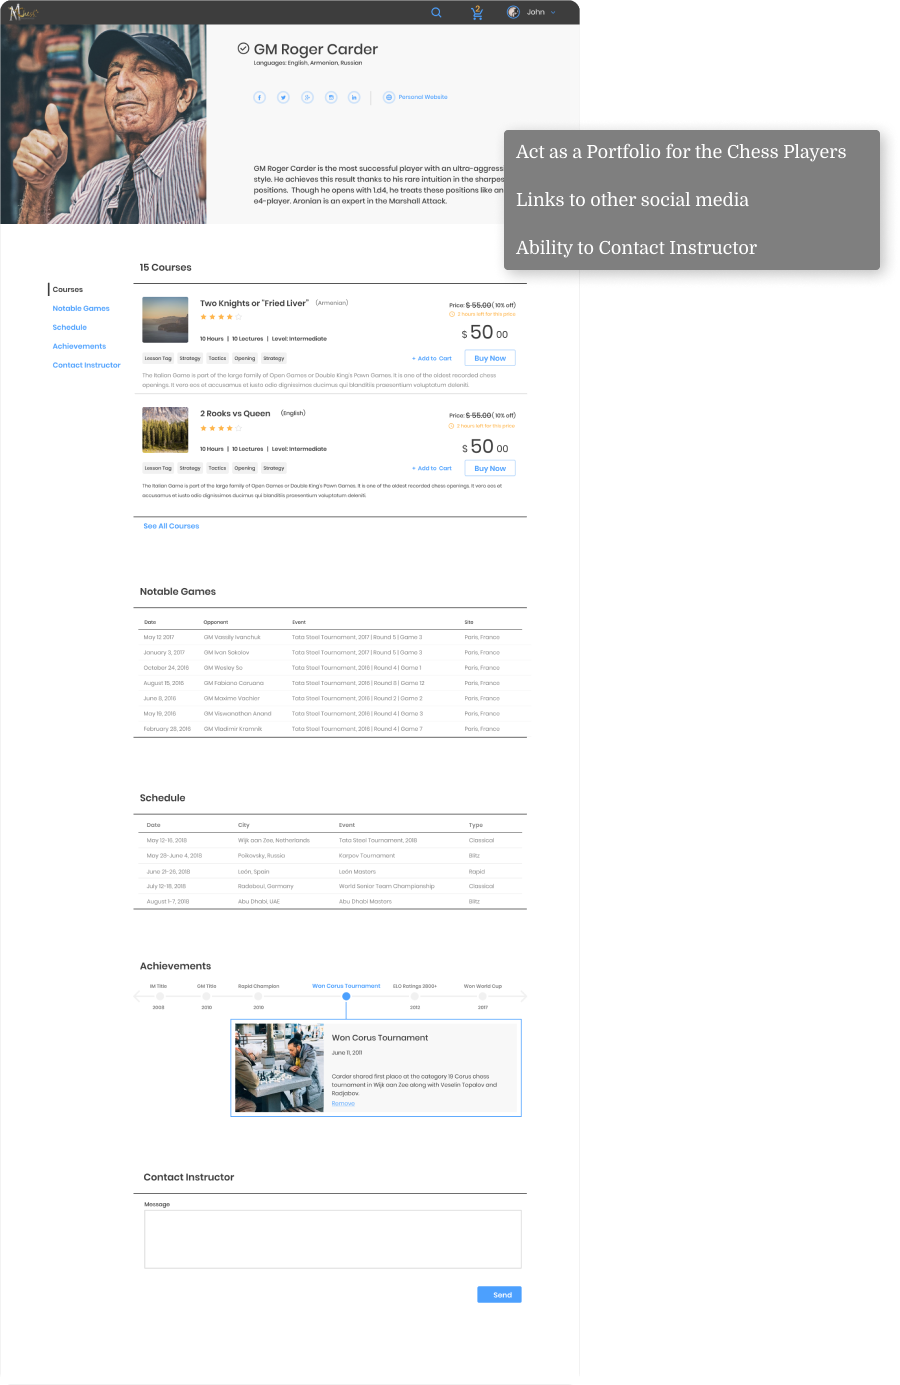 MChess
2
John
GM Roger Carder
Languages: English, Armenian, Russian
Personal Website
GM Roger Carder is the most successful player with an ultro-aggress
style. He achieves this result thanks to his rare intuition in the sharpes
positions. Though he opens with 1.d4, he treats these positions like an
e4-player. Aronian is an expert in the Marshall Attack.
Act as a Portfolio for the Chess Players
Links to other social media
Ability to Contact Instructor
Courses
Notable Games
Schedule
Achievements
Contact Instructor
15 Courses
Two Knights or "Fried Liver" (Armenian)
10 Hours | 10 Lectures | Level: Intermediate
Price: $ 55.00 ( 10% off)
2 hours left for this price
$ 50 00
Lesson Tag Strategy Tactics Opening Strategy
+ Add to Cart Buy Now
The Italian Game is part of the large family of Open Games or Double King's Pawn Games. It is one of the oldest recorded chess
openings. it vero eos et accusamus et iusto odio dignissimos ducimus qui blanditiis praesentium voluptatum deleniti.
2 Rooks vs Queen (English)
10 Hours | 10 Lectures | Level: Intermediate
Price: $ 55.00 ( 10% off)
2 hours left for this price
$ 50 00
Lesson Tag Strategy Tactics Opening Strategy
+ Add to Cart Buy Now
The Italian Game is part of the large family of Open Games or Double King's Pawn Games. It is one of the oldest recorded chess openings. it vero eos et
accusamus et iusto odio dignissimos ducimus qui blanditiis praesentium voluptatum deleniti.
See All Courses
Notable Games
Date Opponent Event Site
May 12 2017 GM Vassily Ivanchuk Tata Steel Tournament, 2017 | Round 5 | Game 3 Paris, France
January 3, 2017 GM Ivan Sokolov Tata Steel Tournament, 2017 | Round 5 | Game 3 Paris, France
October 24, 2016 GM Wesley So Tata Steel Tournament, 2016 | Round 4 | Game 1 Paris, France
August 15, 2016 GM Fabiano Caruana Tata Steel Tournament, 2016 | Round 8 | Game 12 Paris, France
June 8, 2016 GM Maxime Vachier Tata Steel Tournament, 2016 | Round 2 | Game 2 Paris, France
May 19, 2016 GM Viswanathan Anand Tata Steel Tournament, 2016 | Round 4 | Game 3 Paris, France
February 28, 2016 GM Vladimir Kramnik Tata Steel Tournament, 2016 | Round 4 | Game 7 Paris, France
Schedule
Date City Event Type
May 12-16, 2018 Wijk aan Zee, Netherlands Tata Steel Tournament, 2018 Classical
May 28-June 4, 2018 Poikovsky, Russia Karpov Tournament Blitz
June 21-26, 2018 León, Spain León Masters Rapid
July 12-18, 2018 Radebeul, Germany World Senior Team Championship Classical
August 1-7, 2018 Abu Dhabi, UAE Abu Dhabi Masters Blitz
Achievements
IM Title GM Title Rapid Champion Won Corus Tournament ELO Ratings 2800+ Won World Cup
2008 2010 2010 2012 2017
Won Corus Tournament
June 11, 2011
Carder shared first place at the category 19 Corus chess
tournament in Wijk aan Zee along with Veselin Topalov and
Radjabov.
Remove
Contact Instructor
Message
Send